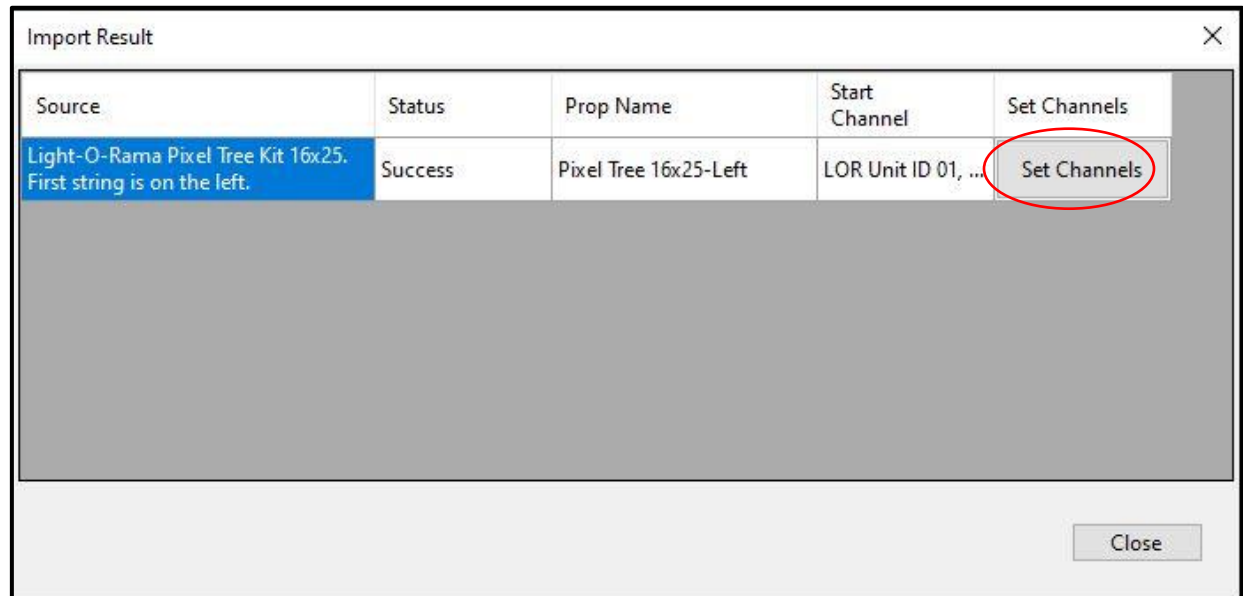 Import Result
Source Status Prop Name Start Channel Set Channels
Light-O-Rama Pixel Tree Kit 16x25.
First string is on the left.
Success Pixel Tree 16x25-Left LOR Unit ID 01, ... Set Channels
Close